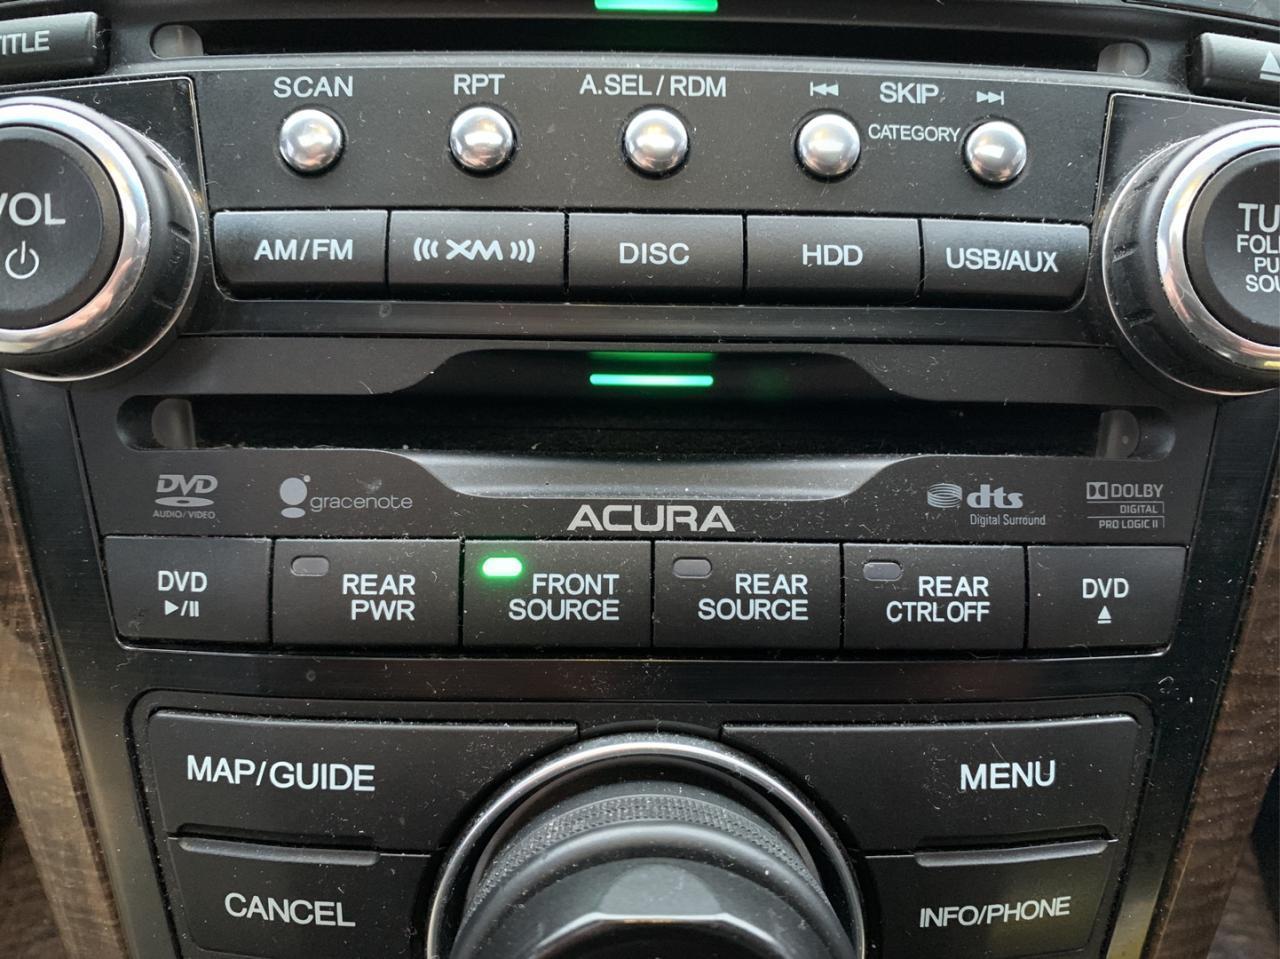 TITLE
SCAN RPT A.SEL / RDM SKIP
CATEGORY
VOL
AM/FM XM DISC HDD USB/AUX
DVD
AUDIO/VIDEO
gracenote
ACURA
dts
Digital Surround
DOLBY
DIGITAL
PRO LOGIC II
DVD
REAR
PWR
FRONT
SOURCE
REAR
SOURCE
REAR
CTRL OFF
DVD
MAP/GUIDE
MENU
CANCEL
INFO/PHONE